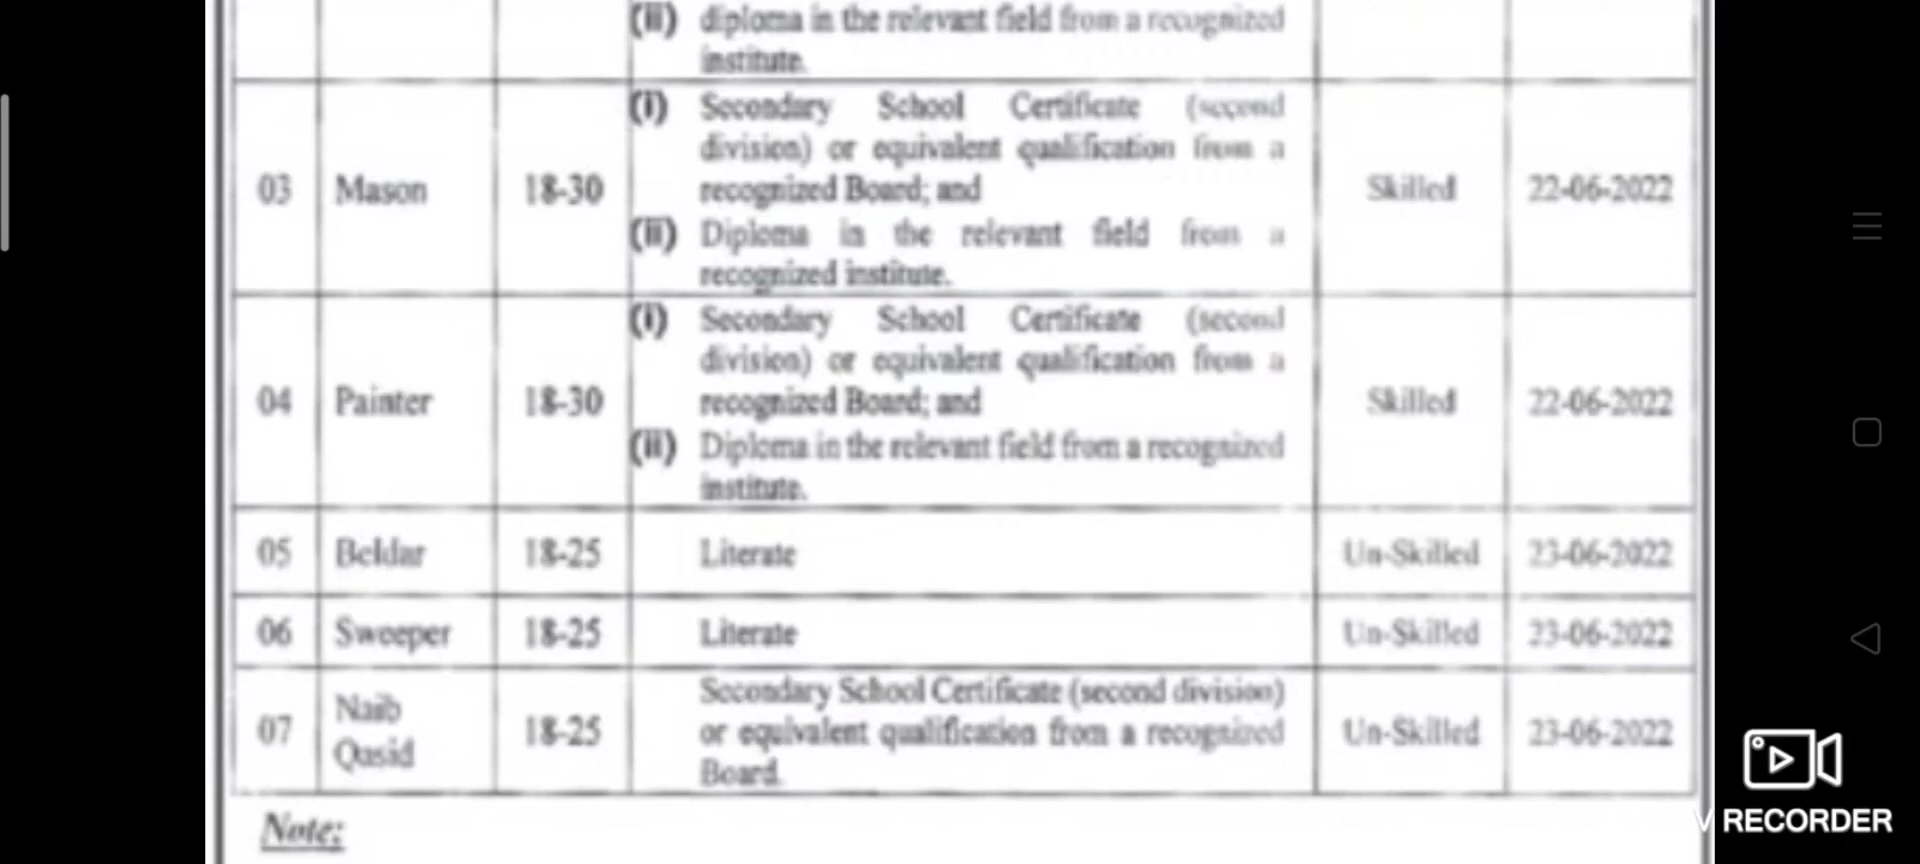 (ii) diploma in the relevant field from a recognized
institute.
(i) Secondary School Certificate (second
division) or equivalent qualification from a
03 Mason 18-30 recognized Board; and Skilled 22-06-2022
(ii) Diploma in the relevant field from a
recognized institute.
(i) Secondary School Certificate (second
division) or equivalent qualification from a
04 Painter 18-30 recognized Board; and Skilled 22-06-2022
(ii) Diploma in the relevant field from a recognized
institute.
05 Beldar 18-25 Literate Un-Skilled 23-06-2022
06 Sweeper 18-25 Literate Un-Skilled 23-06-2022
Secondary School Certificate (second division)
07 Naib Qasid 18-25 or equivalent qualification from a recognized Un-Skilled 23-06-2022
Board.
Note:
V RECORDER